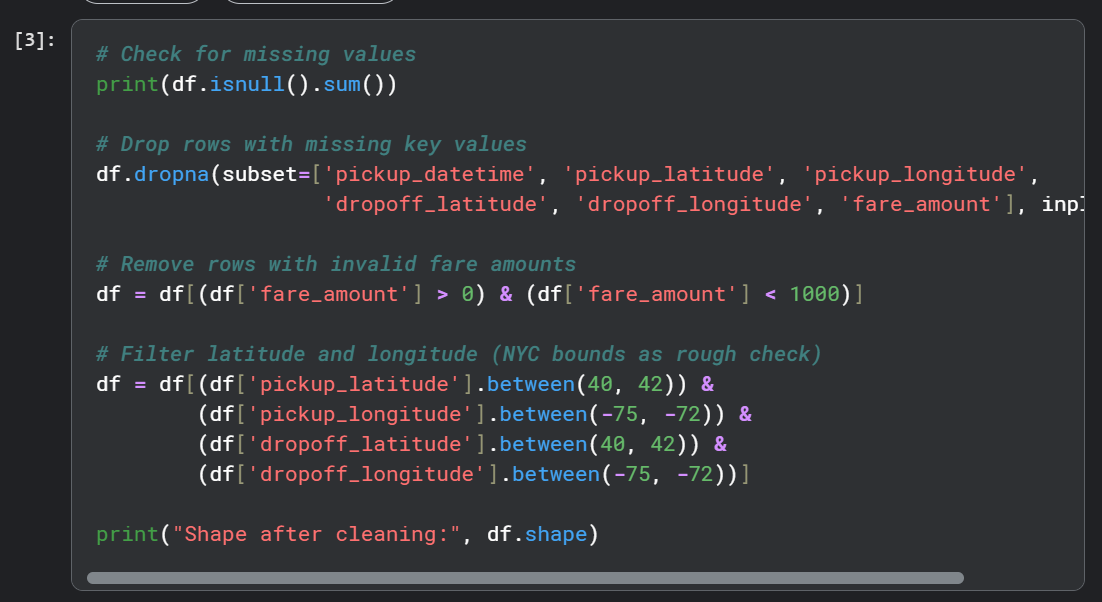 [3]:
# Check for missing values
print(df.isnull().sum())
# Drop rows with missing key values
df.dropna(subset=['pickup_datetime', 'pickup_latitude', 'pickup_longitude',
'dropoff_latitude', 'dropoff_longitude', 'fare_amount'], inpl
# Remove rows with invalid fare amounts
df = df[(df['fare_amount'] > 0) & (df['fare_amount'] < 1000)]
# Filter latitude and longitude (NYC bounds as rough check)
df = df[(df['pickup_latitude'].between(40, 42)) &
(df['pickup_longitude'].between(-75, -72)) &
(df['dropoff_latitude'].between(40, 42)) &
(df['dropoff_longitude'].between(-75, -72))]
print("Shape after cleaning:", df.shape)